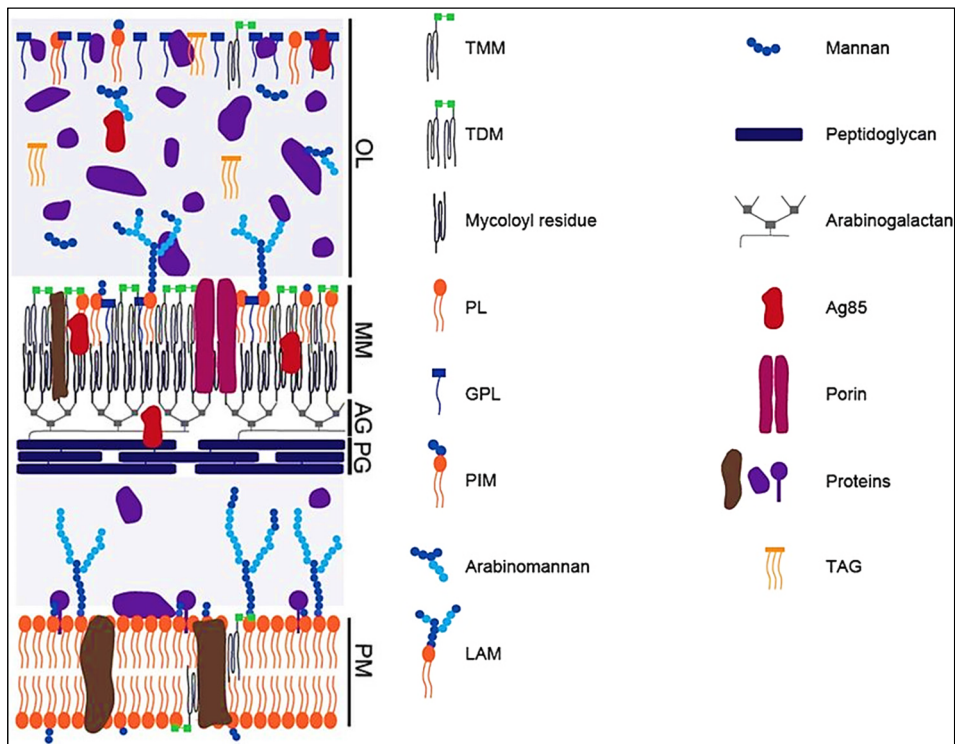 OL
MM
AG
PG
PM
TMM
TDM
Mycoloyl residue
PL
GPL
PIM
Arabinomannan
LAM
Mannan
Peptidoglycan
Arabinogalactan
Ag85
Porin
Proteins
TAG